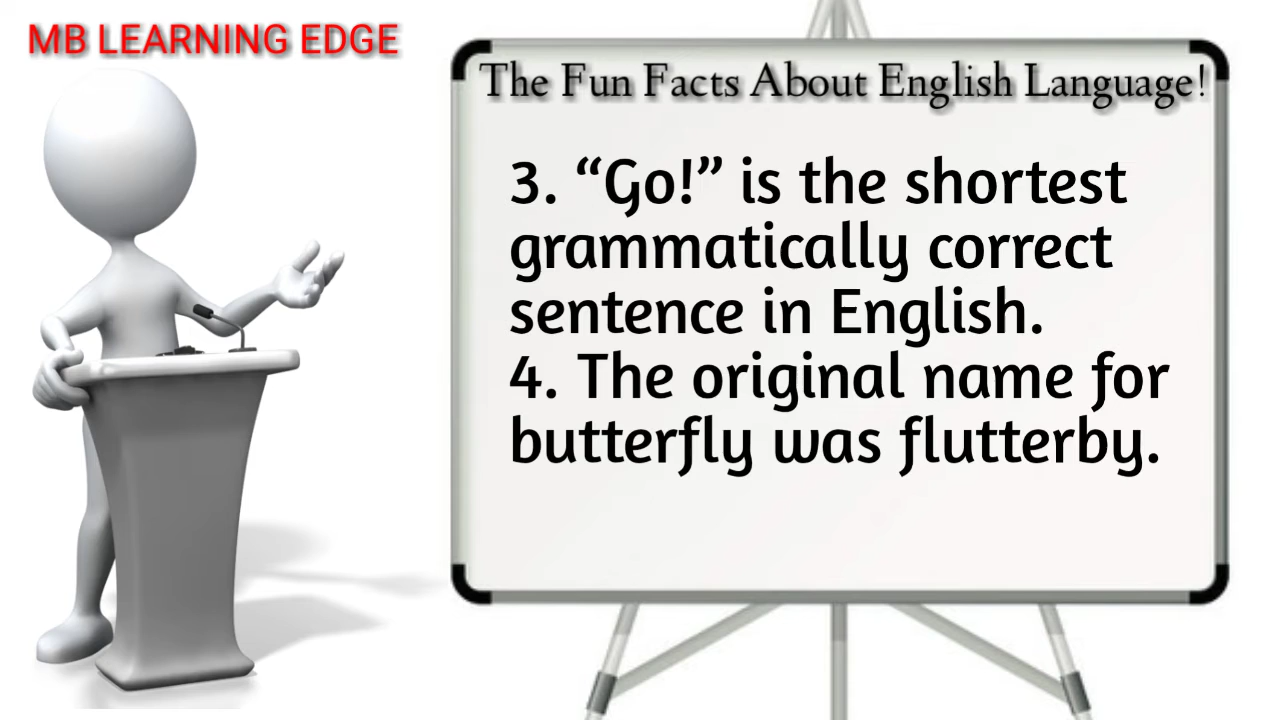 MB LEARNING EDGE
The Fun Facts About English Language!
3. “Go!” is the shortest
grammatically correct
sentence in English.
4. The original name for
butterfly was flutterby.